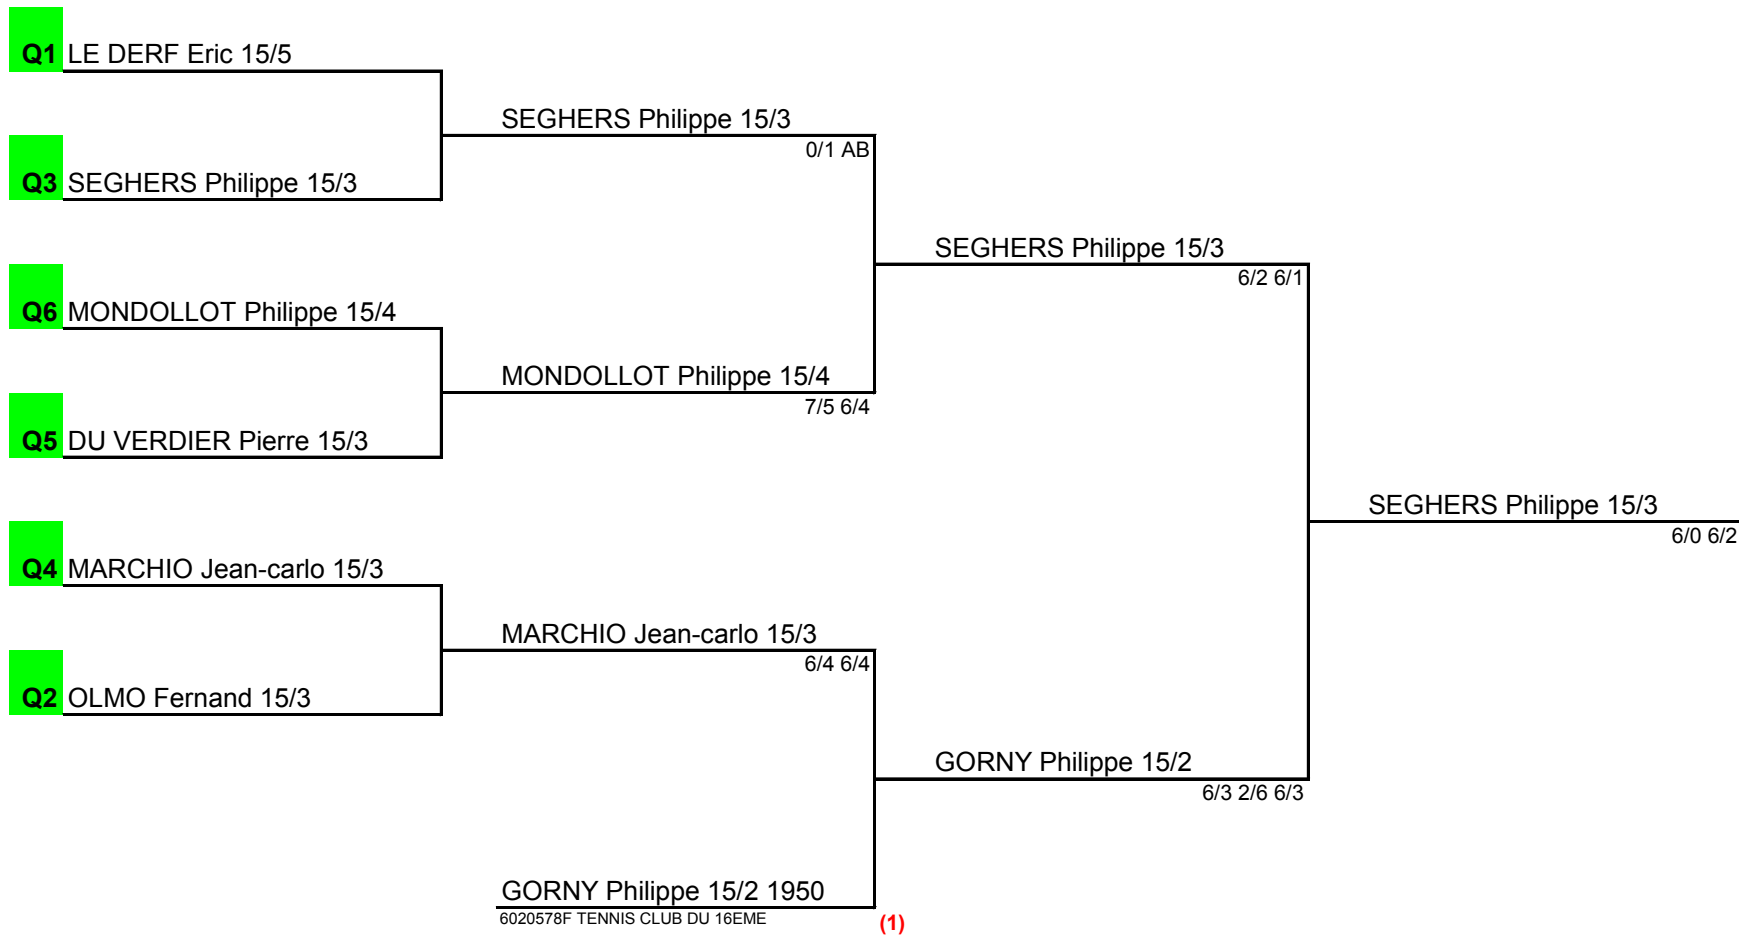 Q1 LE DERF Eric 15/5
SEGHERS Philippe 15/3
0/1 AB
Q3 SEGHERS Philippe 15/3
SEGHERS Philippe 15/3
6/2 6/1
Q6 MONDOLLOT Philippe 15/4
MONDOLLOT Philippe 15/4
7/5 6/4
Q5 DU VERDIER Pierre 15/3
SEGHERS Philippe 15/3
6/0 6/2
Q4 MARCHIO Jean-carlo 15/3
MARCHIO Jean-carlo 15/3
6/4 6/4
Q2 OLMO Fernand 15/3
GORNY Philippe 15/2
6/3 2/6 6/3
GORNY Philippe 15/2 1950
6020578F TENNIS CLUB DU 16EME
(1)